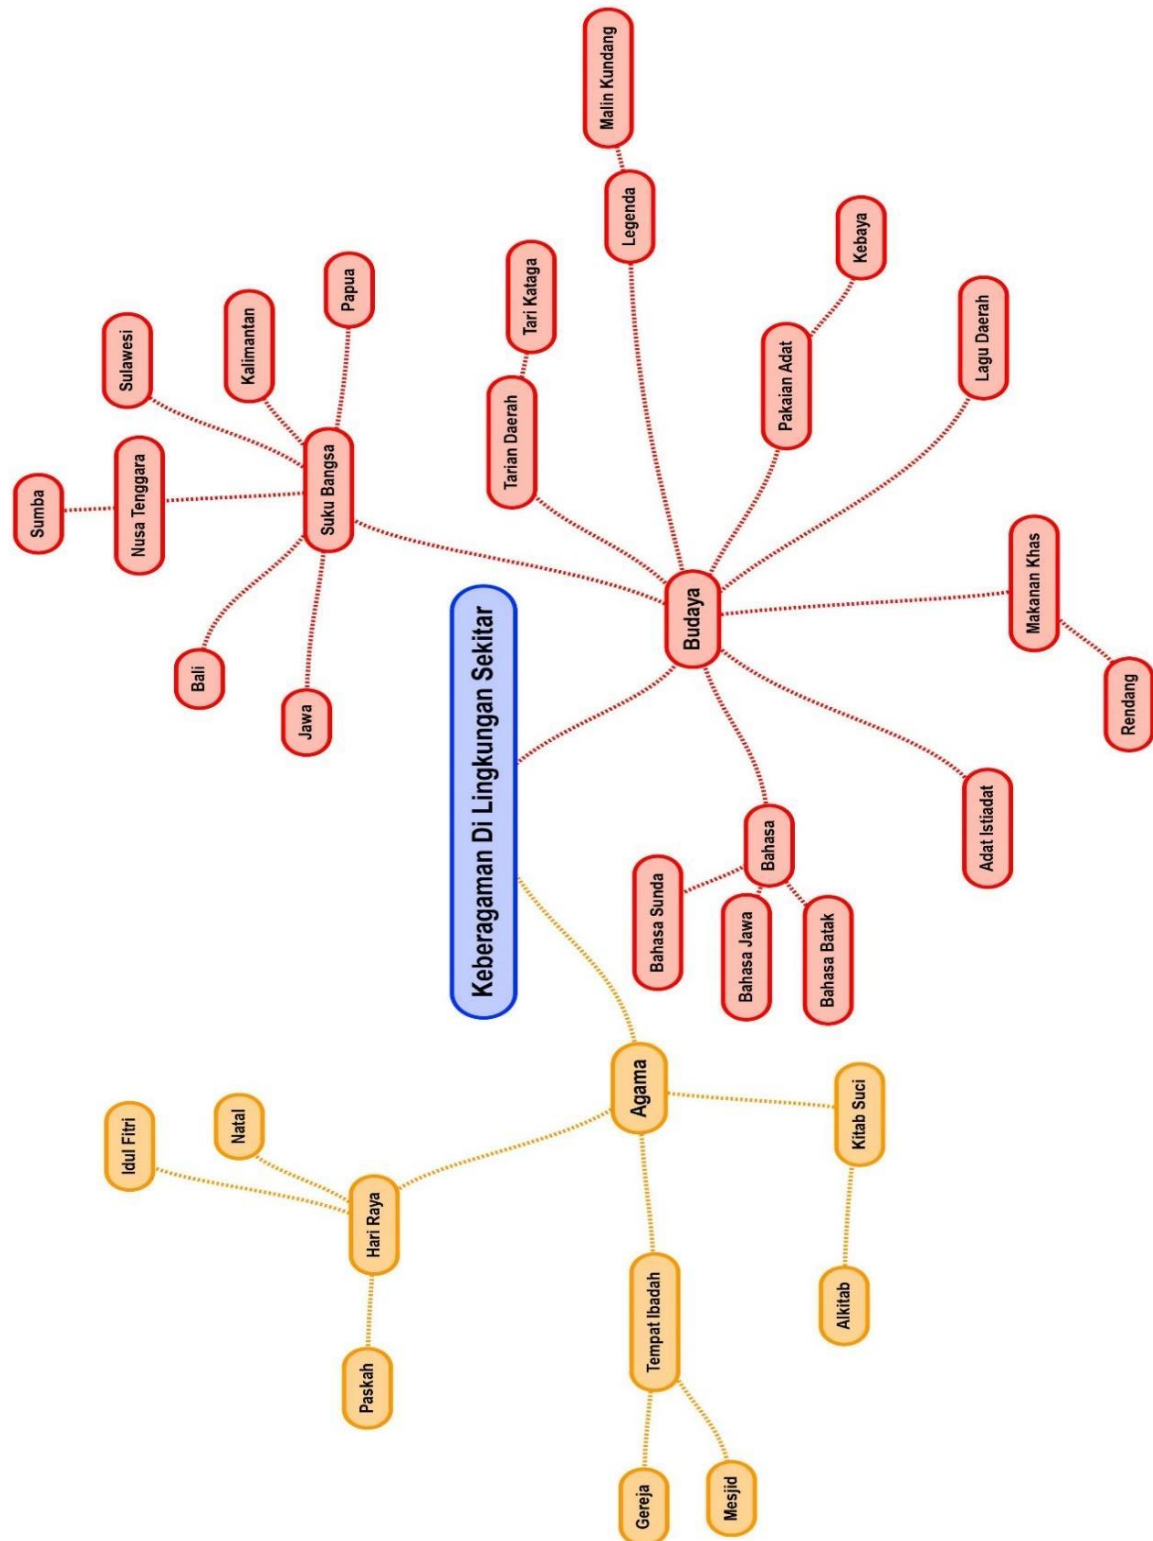 Keberagaman Di Lingkungan Sekitar
Agama
Hari Raya
Idul Fitri
Natal
Paskah
Tempat Ibadah
Gereja
Mesjid
Kitab Suci
Alkitab
Budaya
Suku Bangsa
Jawa
Bali
Nusa Tenggara
Sumba
Sulawesi
Kalimantan
Papua
Tarian Daerah
Tari Kataga
Legenda
Malin Kundang
Pakaian Adat
Kebaya
Lagu Daerah
Makanan Khas
Rendang
Adat Istiadat
Bahasa
Bahasa Sunda
Bahasa Jawa
Bahasa Batak